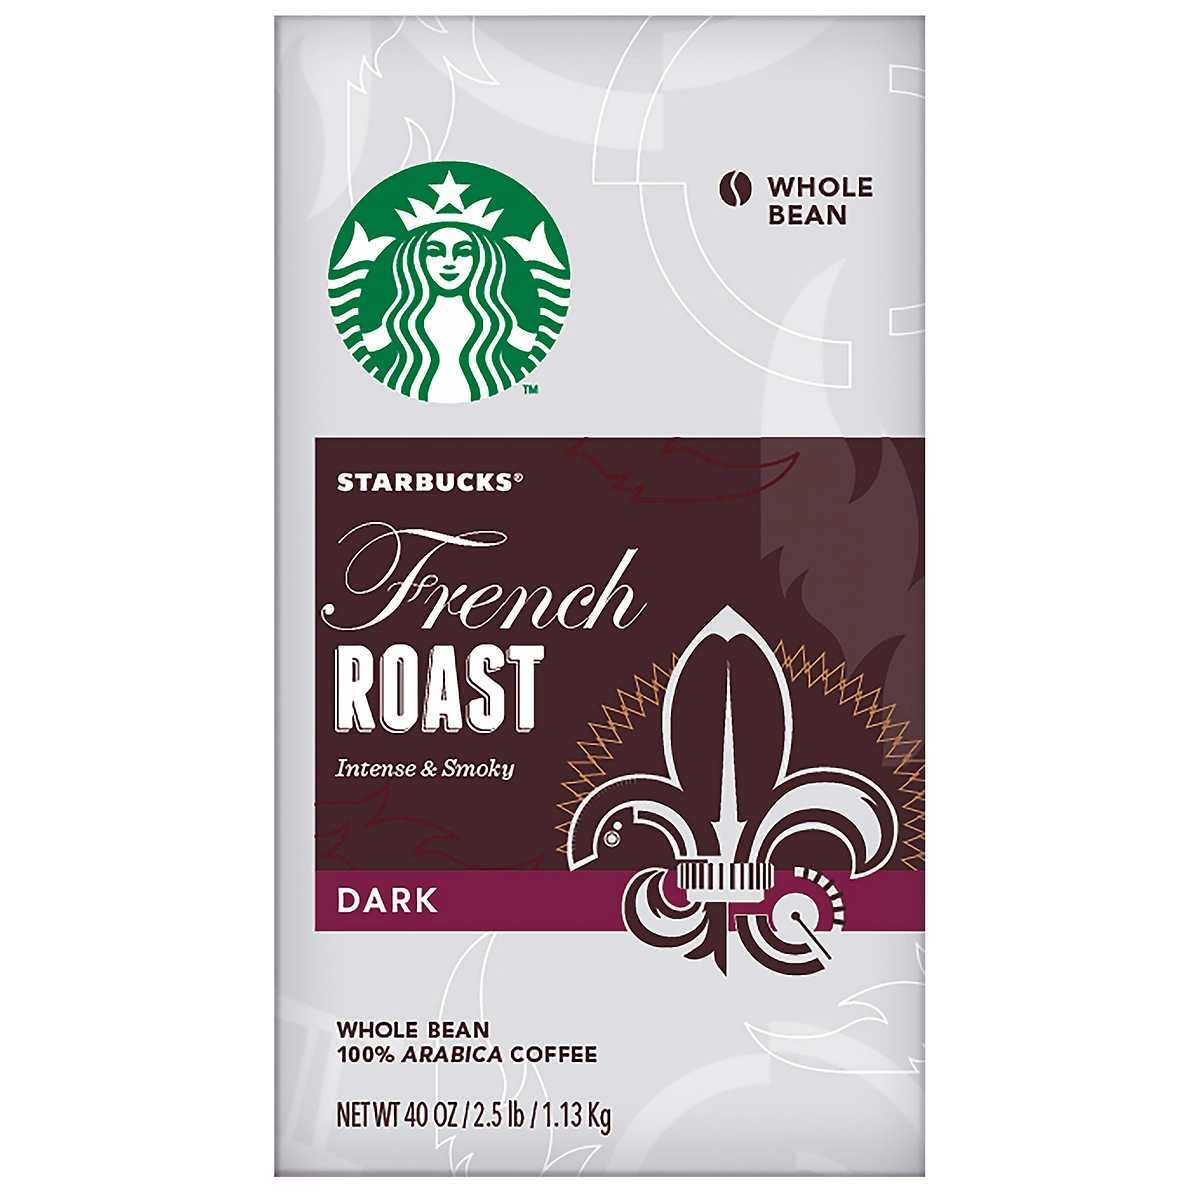 WHOLE
BEAN
TM
STARBUCKS®
French
ROAST
Intense & Smoky
DARK
WHOLE BEAN
100% ARABICA COFFEE
NET WT 40 OZ / 2.5 lb / 1.13 Kg